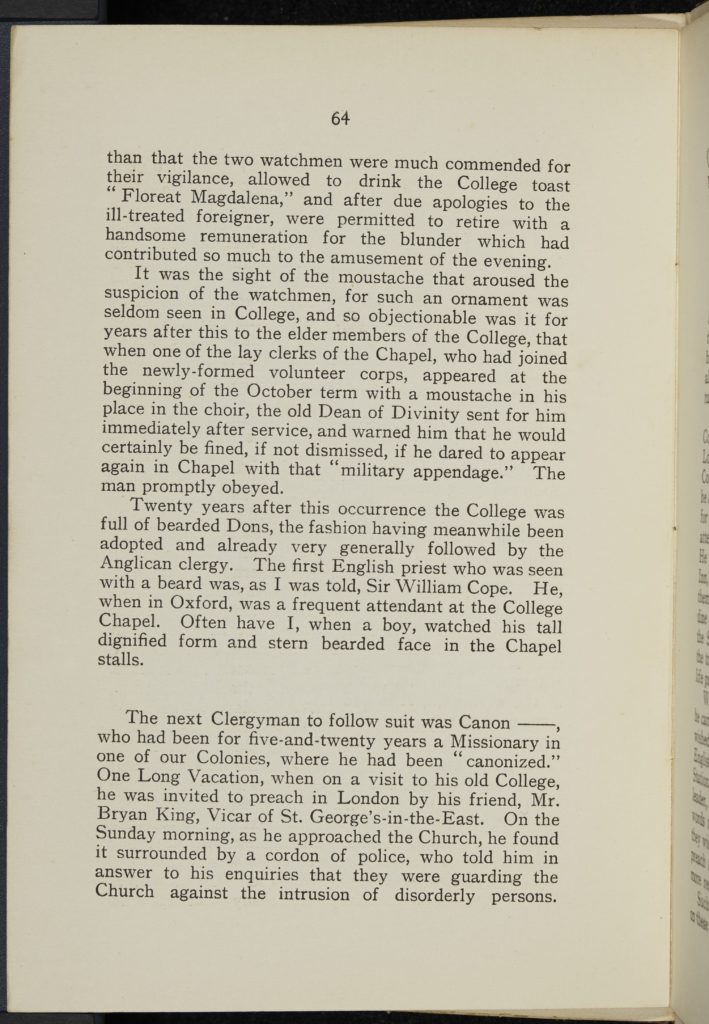 64
than that the two watchmen were much commended for
their vigilance, allowed to drink the College toast
“Floreat Magdalena,” and after due apologies to the
ill-treated foreigner, were permitted to retire with a
handsome remuneration for the blunder which had
contributed so much to the amusement of the evening.
It was the sight of the moustache that aroused the
suspicion of the watchmen, for such an ornament was
seldom seen in College, and so objectionable was it for
years after this to the elder members of the College, that
when one of the lay clerks of the Chapel, who had joined
the newly-formed volunteer corps, appeared at the
beginning of the October term with a moustache in his
place in the choir, the old Dean of Divinity sent for him
immediately after service, and warned him that he would
certainly be fined, if not dismissed, if he dared to appear
again in Chapel with that “military appendage.” The
man promptly obeyed.
Twenty years after this occurrence the College was
full of bearded Dons, the fashion having meanwhile been
adopted and already very generally followed by the
Anglican clergy. The first English priest who was seen
with a beard was, as I was told, Sir William Cope. He,
when in Oxford, was a frequent attendant at the College
Chapel. Often have I, when a boy, watched his tall
dignified form and stern bearded face in the Chapel
stalls.
The next Clergyman to follow suit was Canon ——,
who had been for five-and-twenty years a Missionary in
one of our Colonies, where he had been “canonized.”
One Long Vacation, when on a visit to his old College,
he was invited to preach in London by his friend, Mr.
Bryan King, Vicar of St. George's-in-the-East. On the
Sunday morning, as he approached the Church, he found
it surrounded by a cordon of police, who told him in
answer to his enquiries that they were guarding the
Church against the intrusion of disorderly persons.